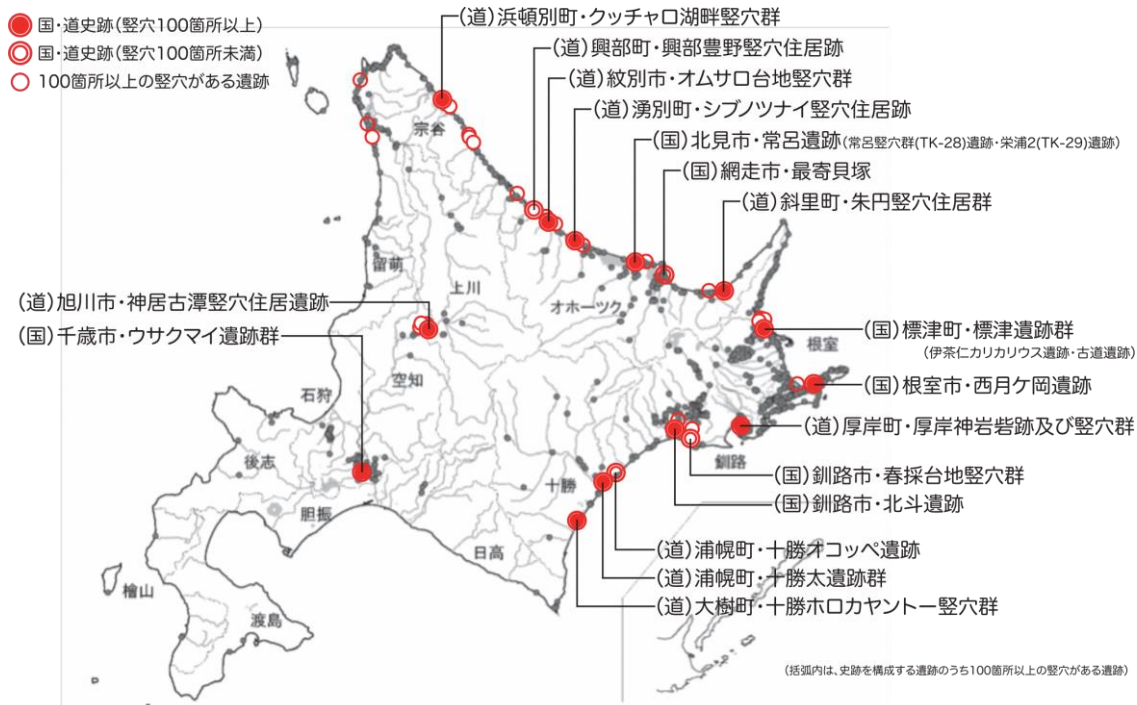 国・道史跡(竪穴100箇所以上)
国・道史跡(竪穴100箇所未満)
100箇所以上の竪穴がある遺跡
(道)浜頓別町・クッチャロ湖畔竪穴群
(道)興部町・興部豊野竪穴住居跡
(道)紋別市・オムサロ台地竪穴群
(道)湧別町・シブノツナイ竪穴住居跡
(国)北見市・常呂遺跡(常呂竪穴群(TK-28)遺跡・栄浦2(TK-29)遺跡)
(国)網走市・最寄貝塚
(道)斜里町・朱円竪穴住居群
宗谷
留萌
上川
オホーツク
(道)旭川市・神居古潭竪穴住居遺跡
(国)千歳市・ウサクマイ遺跡群
(国)標津町・標津遺跡群
(伊茶仁カリカリウス遺跡・古道遺跡)
根室
空知
石狩
(国)根室市・西月ケ岡遺跡
(道)厚岸町・厚岸神岩砦跡及び竪穴群
後志
釧路
十勝
(国)釧路市・春採台地竪穴群
(国)釧路市・北斗遺跡
胆振
日高
(道)浦幌町・十勝オコッペ遺跡
(道)浦幌町・十勝太遺跡群
(道)大樹町・十勝ホロカヤントー竪穴群
檜山
渡島
(括弧内は、史跡を構成する遺跡のうち100箇所以上の竪穴がある遺跡)